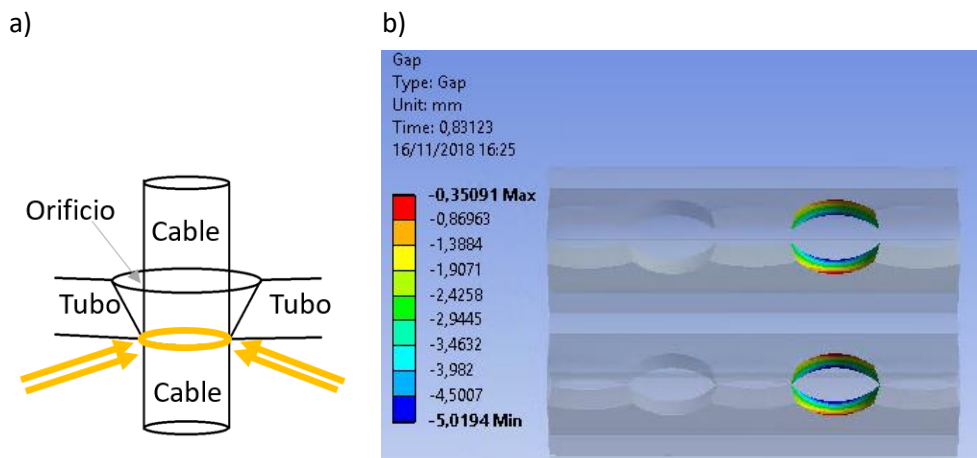 a)
Orificio
Cable
Tubo
Tubo
Cable
b)
Gap
Type: Gap
Unit: mm
Time: 0,83123
16/11/2018 16:25
-0,35091 Max
-0,86963
-1,3884
-1,9071
-2,4258
-2,9445
-3,4632
-3,982
-4,5007
-5,0194 Min